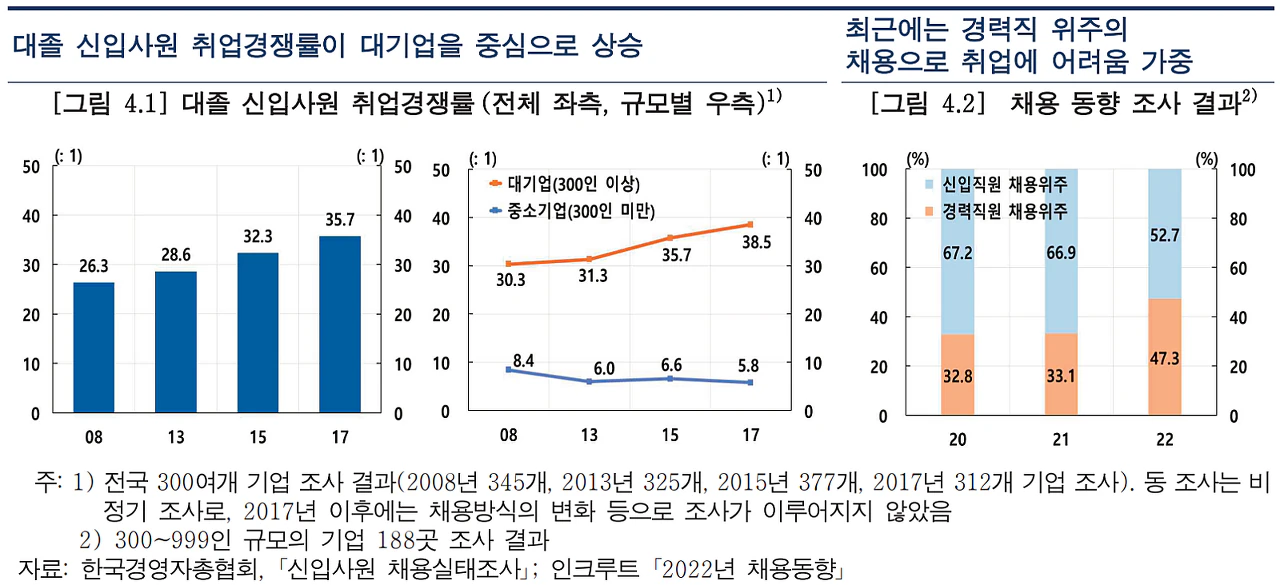 대졸 신입사원 취업경쟁률이 대기업을 중심으로 상승
최근에는 경력직 위주의
채용으로 취업에 어려움 가중
[그림 4.1] 대졸 신입사원 취업경쟁률 (전체 좌측, 규모별 우측)1)
[그림 4.2] 채용 동향 조사 결과2)
(: 1) (: 1)
50 50
40 40
30 30
20 20
10 10
0 0
26.3 28.6 32.3 35.7
08 13 15 17
(: 1) (: 1)
50 50
40 40
30 30
20 20
10 10
0 0
대기업(300인 이상)
중소기업(300인 미만)
30.3 31.3 35.7 38.5
8.4 6.0 6.6 5.8
08 13 15 17
(%) (%)
100 100
80 80
60 60
40 40
20 20
0 0
신입직원 채용위주
경력직원 채용위주
67.2 66.9 52.7
32.8 33.1 47.3
20 21 22
주: 1) 전국 300여개 기업 조사 결과(2008년 345개, 2013년 325개, 2015년 377개, 2017년 312개 기업 조사). 동 조사는 비
정기 조사로, 2017년 이후에는 채용방식의 변화 등으로 조사가 이루어지지 않았음
2) 300~999인 규모의 기업 188곳 조사 결과
자료: 한국경영자총협회, 「신입사원 채용실태조사」; 인크루트 「2022년 채용동향」